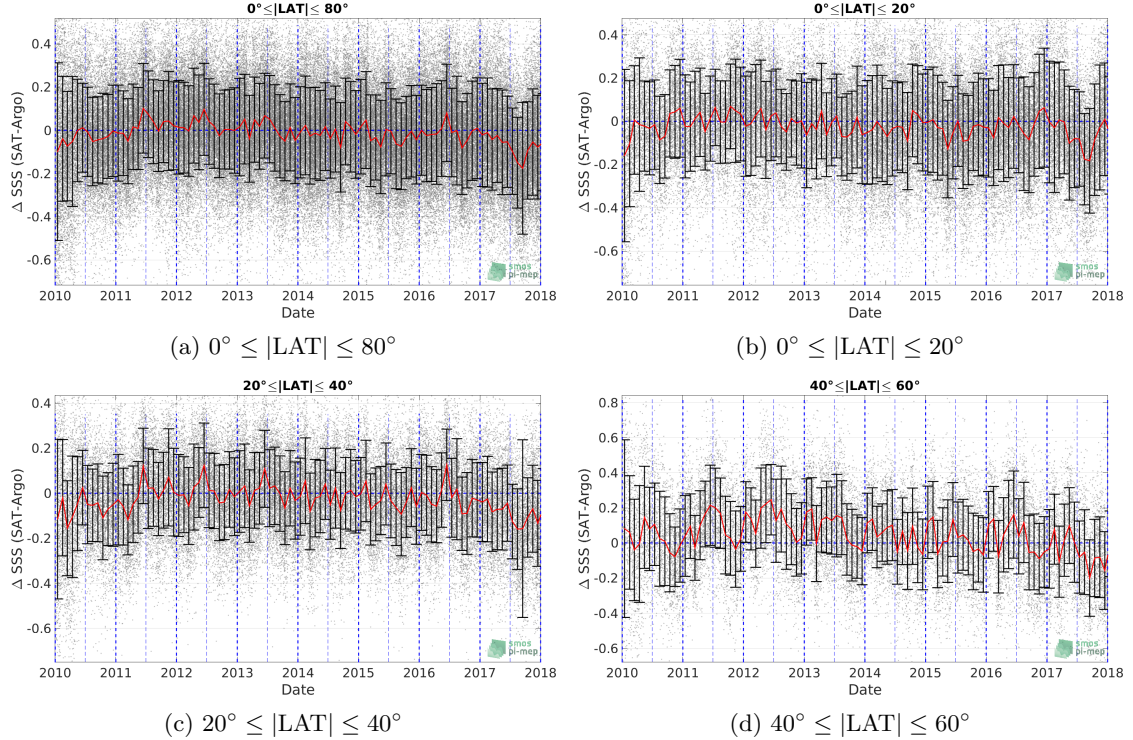 0°≤|LAT|≤ 80°
Δ SSS (SAT-Argo)
0.4
0.2
0
-0.2
-0.4
-0.6
2010 2011 2012 2013 2014 2015 2016 2017 2018
Date
smos
pi-mep
(a) 0° ≤ |LAT| ≤ 80°
0°≤|LAT|≤ 20°
Δ SSS (SAT-Argo)
0.4
0.2
0
-0.2
-0.4
-0.6
2010 2011 2012 2013 2014 2015 2016 2017 2018
Date
smos
pi-mep
(b) 0° ≤ |LAT| ≤ 20°
20°≤|LAT|≤ 40°
Δ SSS (SAT-Argo)
0.4
0.2
0
-0.2
-0.4
-0.6
2010 2011 2012 2013 2014 2015 2016 2017 2018
Date
smos
pi-mep
(c) 20° ≤ |LAT| ≤ 40°
40°≤|LAT|≤ 60°
Δ SSS (SAT-Argo)
0.8
0.6
0.4
0.2
0
-0.2
-0.4
-0.6
2010 2011 2012 2013 2014 2015 2016 2017 2018
Date
smos
pi-mep
(d) 40° ≤ |LAT| ≤ 60°